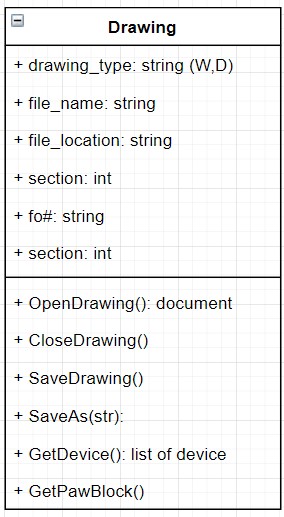 Drawing
+ drawing_type: string (W,D)
+ file_name: string
+ file_location: string
+ section: int
+ fo#: string
+ section: int
+ OpenDrawing(): document
+ CloseDrawing()
+ SaveDrawing()
+ SaveAs(str):
+ GetDevice(): list of device
+ GetPawBlock()